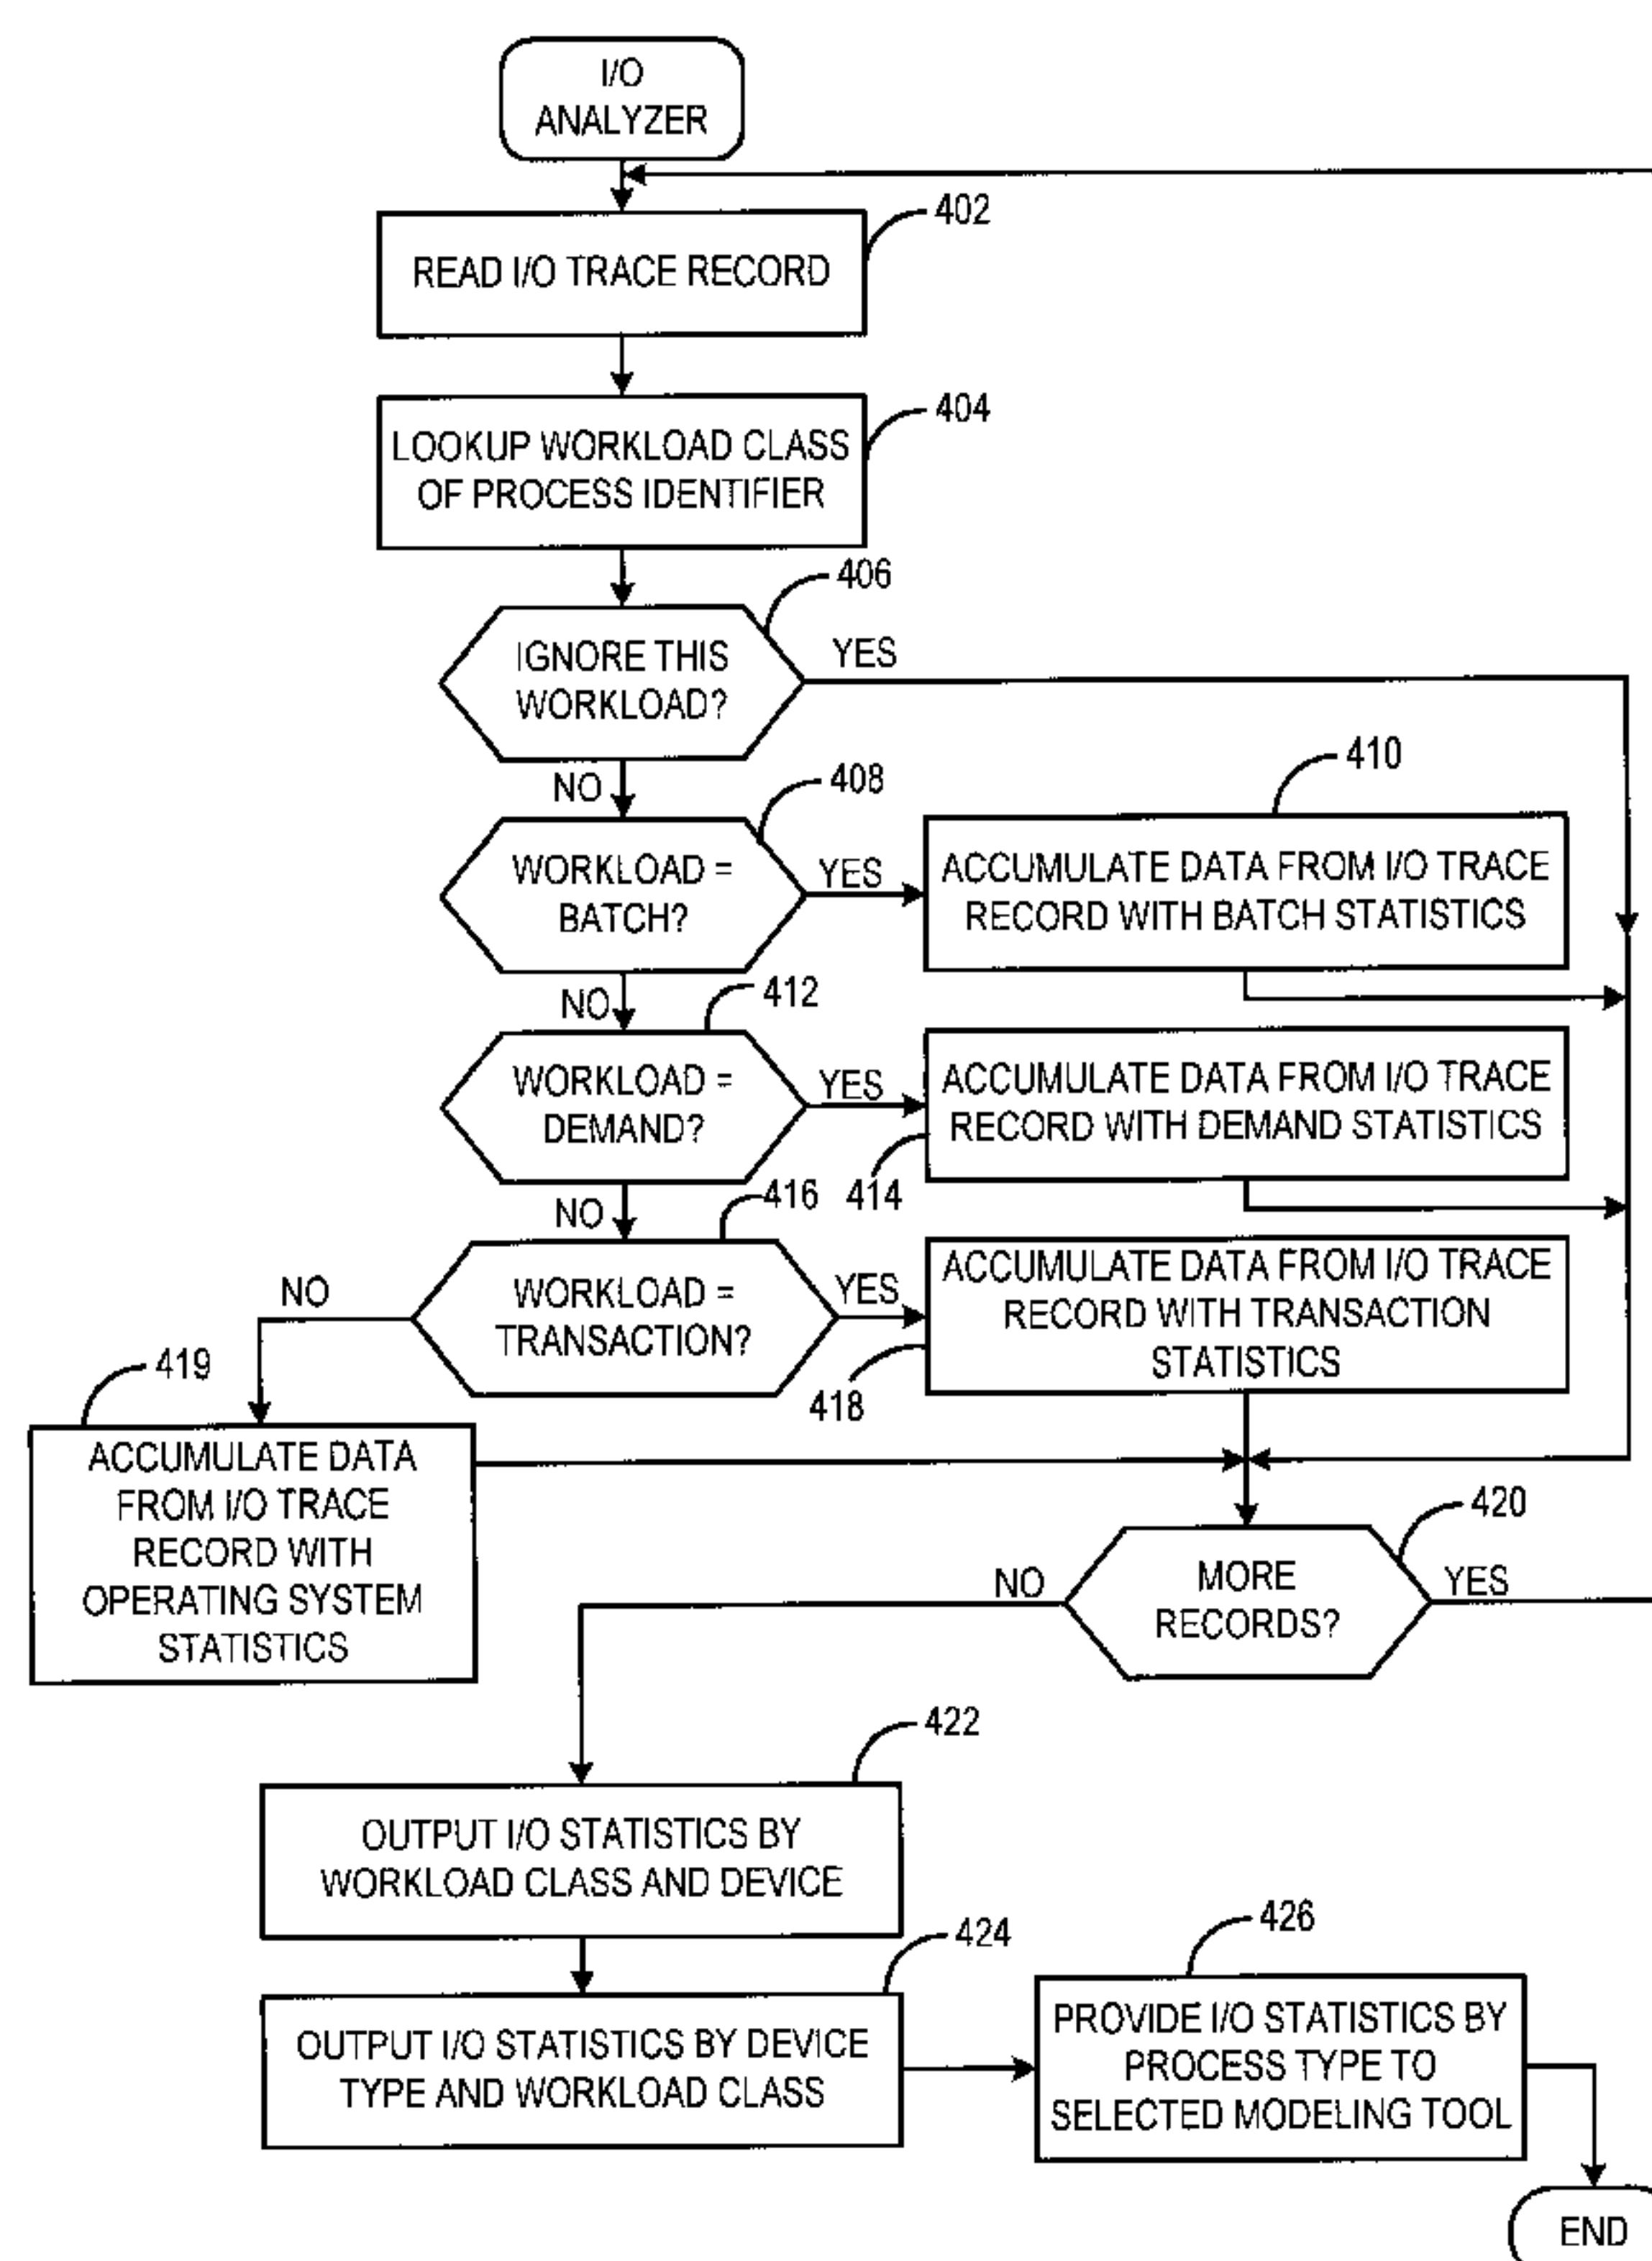 I/O
ANALYZER
402
READ I/O TRACE RECORD
404
LOOKUP WORKLOAD CLASS
OF PROCESS IDENTIFIER
406
IGNORE THIS
WORKLOAD?
YES
NO
408
410
WORKLOAD =
BATCH?
YES
ACCUMULATE DATA FROM I/O TRACE
RECORD WITH BATCH STATISTICS
NO
412
WORKLOAD =
DEMAND?
YES
ACCUMULATE DATA FROM I/O TRACE
RECORD WITH DEMAND STATISTICS
414
NO
416
WORKLOAD =
TRANSACTION?
YES
ACCUMULATE DATA FROM I/O TRACE
RECORD WITH TRANSACTION
STATISTICS
418
NO
419
ACCUMULATE DATA
FROM I/O TRACE
RECORD WITH
OPERATING SYSTEM
STATISTICS
420
MORE
RECORDS?
NO
YES
422
OUTPUT I/O STATISTICS BY
WORKLOAD CLASS AND DEVICE
424
OUTPUT I/O STATISTICS BY DEVICE
TYPE AND WORKLOAD CLASS
426
PROVIDE I/O STATISTICS BY
PROCESS TYPE TO
SELECTED MODELING TOOL
END